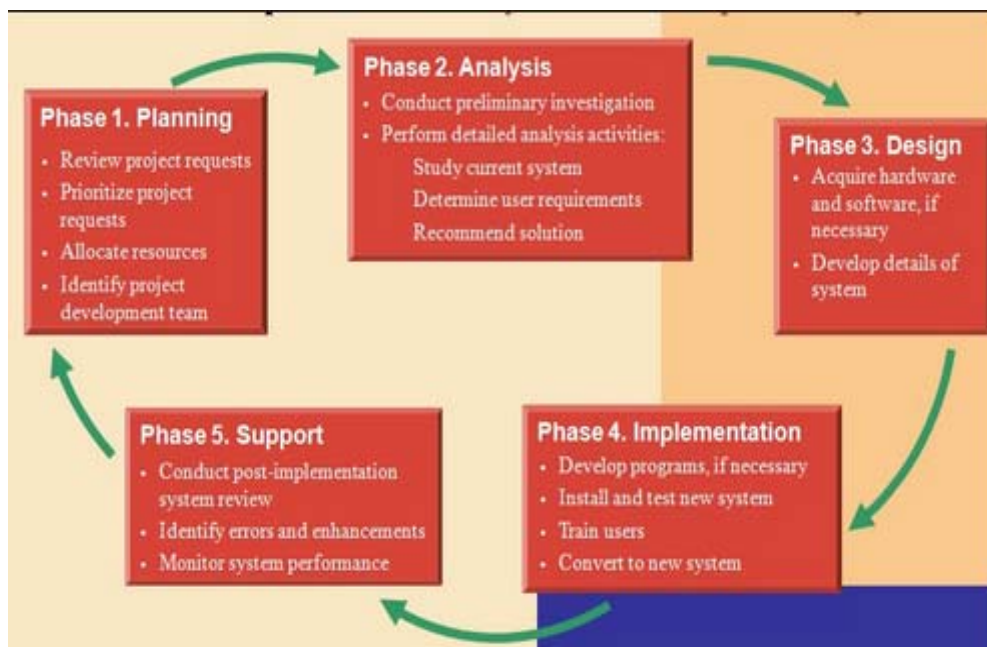 Phase 1. Planning
• Review project requests
• Prioritize project
requests
• Allocate resources
• Identify project
development team
Phase 2. Analysis
• Conduct preliminary investigation
• Perform detailed analysis activities:
Study current system
Determine user requirements
Recommend solution
Phase 3. Design
• Acquire hardware
and software, if
necessary
• Develop details of
system
Phase 4. Implementation
• Develop programs, if necessary
• Install and test new system
• Train users
• Convert to new system
Phase 5. Support
• Conduct post-implementation
system review
• Identify errors and enhancements
• Monitor system performance